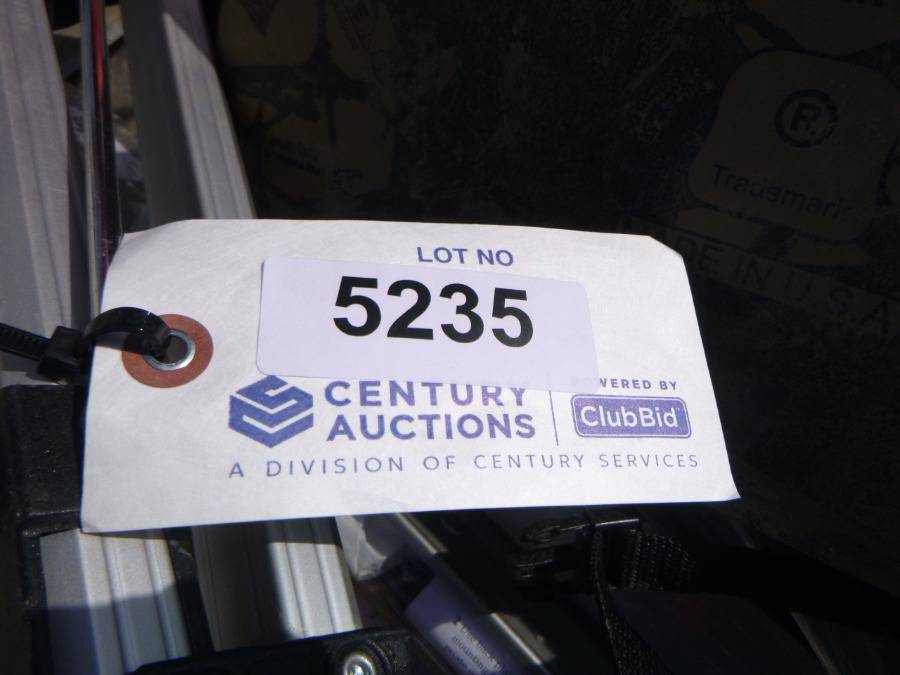 ® 
Trademark
MADE IN U.S.A
LOT NO
5235
CENTURY
AUCTIONS
POWERED BY
ClubBid
A DIVISION OF CENTURY SERVICES